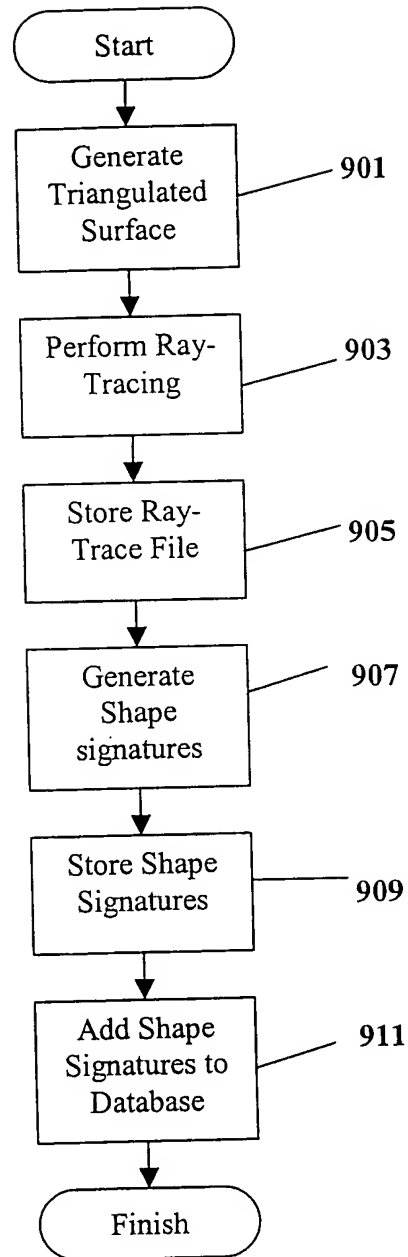 Start
Generate
Triangulated
Surface
901
Perform Ray-
Tracing
903
Store Ray-
Trace File
905
Generate
Shape
signatures
907
Store Shape
Signatures
909
Add Shape
Signatures to
Database
911
Finish